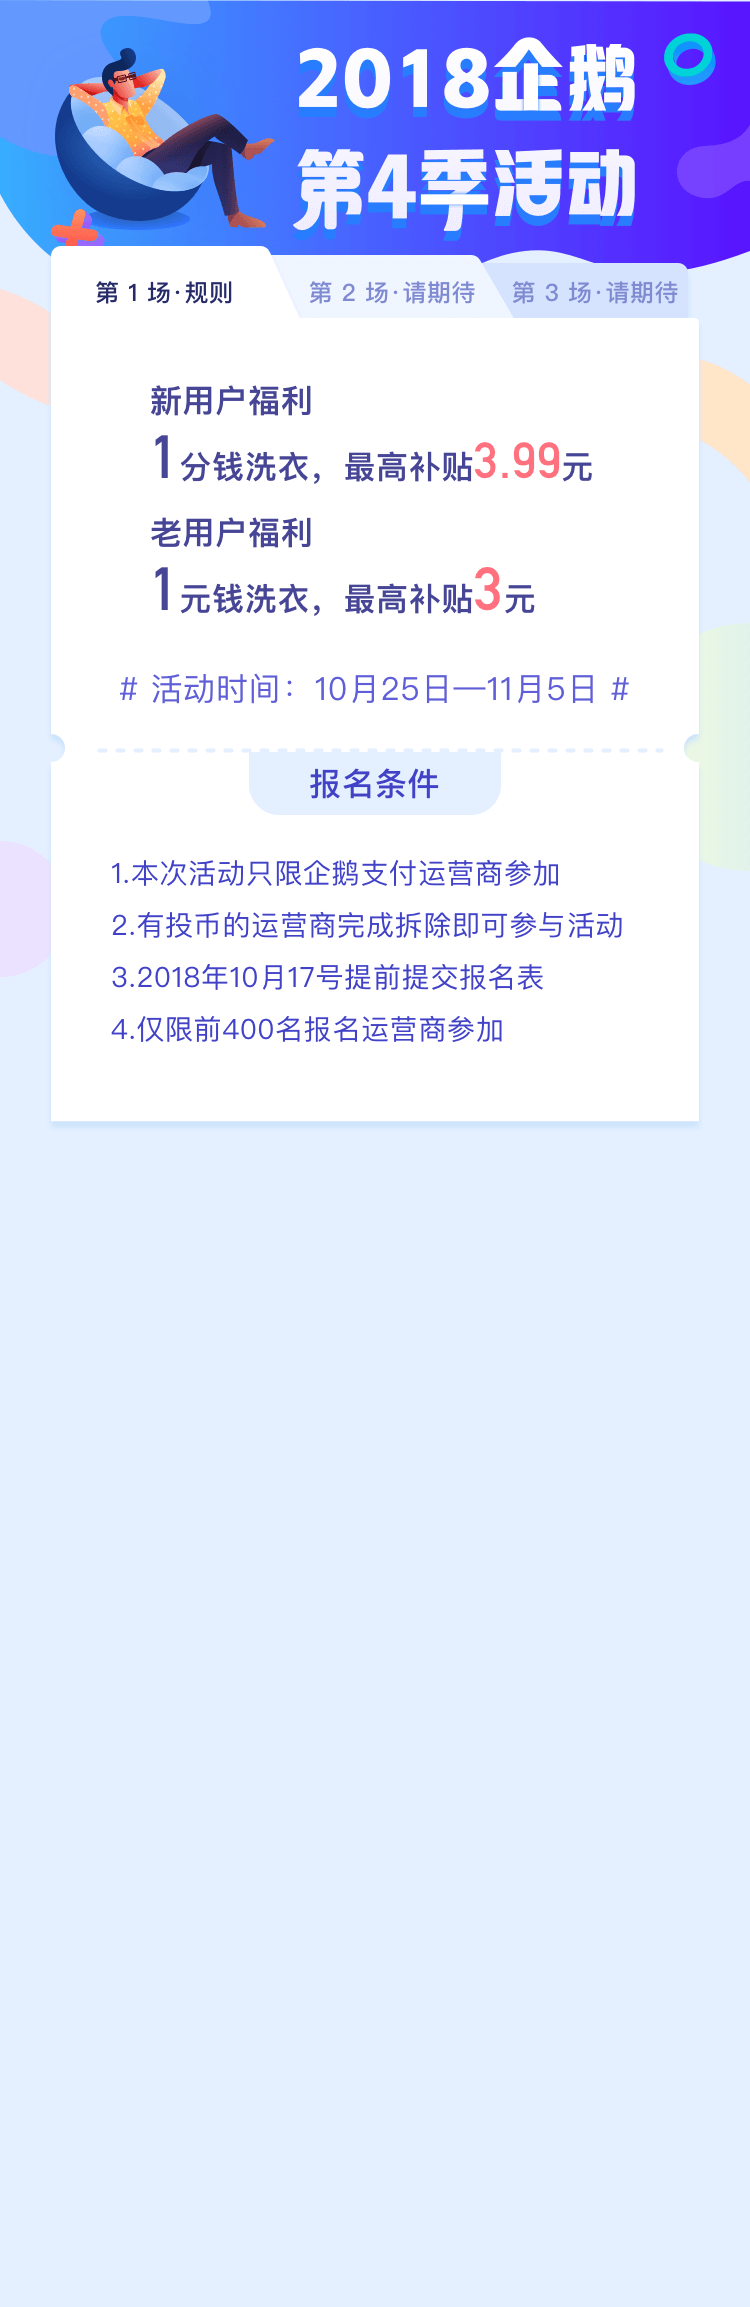 2018企鹅
第4季活动
第 1 场·规则
第 2 场·请期待
第 3 场·请期待
新用户福利
1分钱洗衣，最高补贴3.99元
老用户福利
1元钱洗衣，最高补贴3元
# 活动时间：10月25日—11月5日 #
报名条件
1.本次活动只限企鹅支付运营商参加
2.有投币的运营商完成拆除即可参与活动
3.2018年10月17号提前提交报名表
4.仅限前400名报名运营商参加